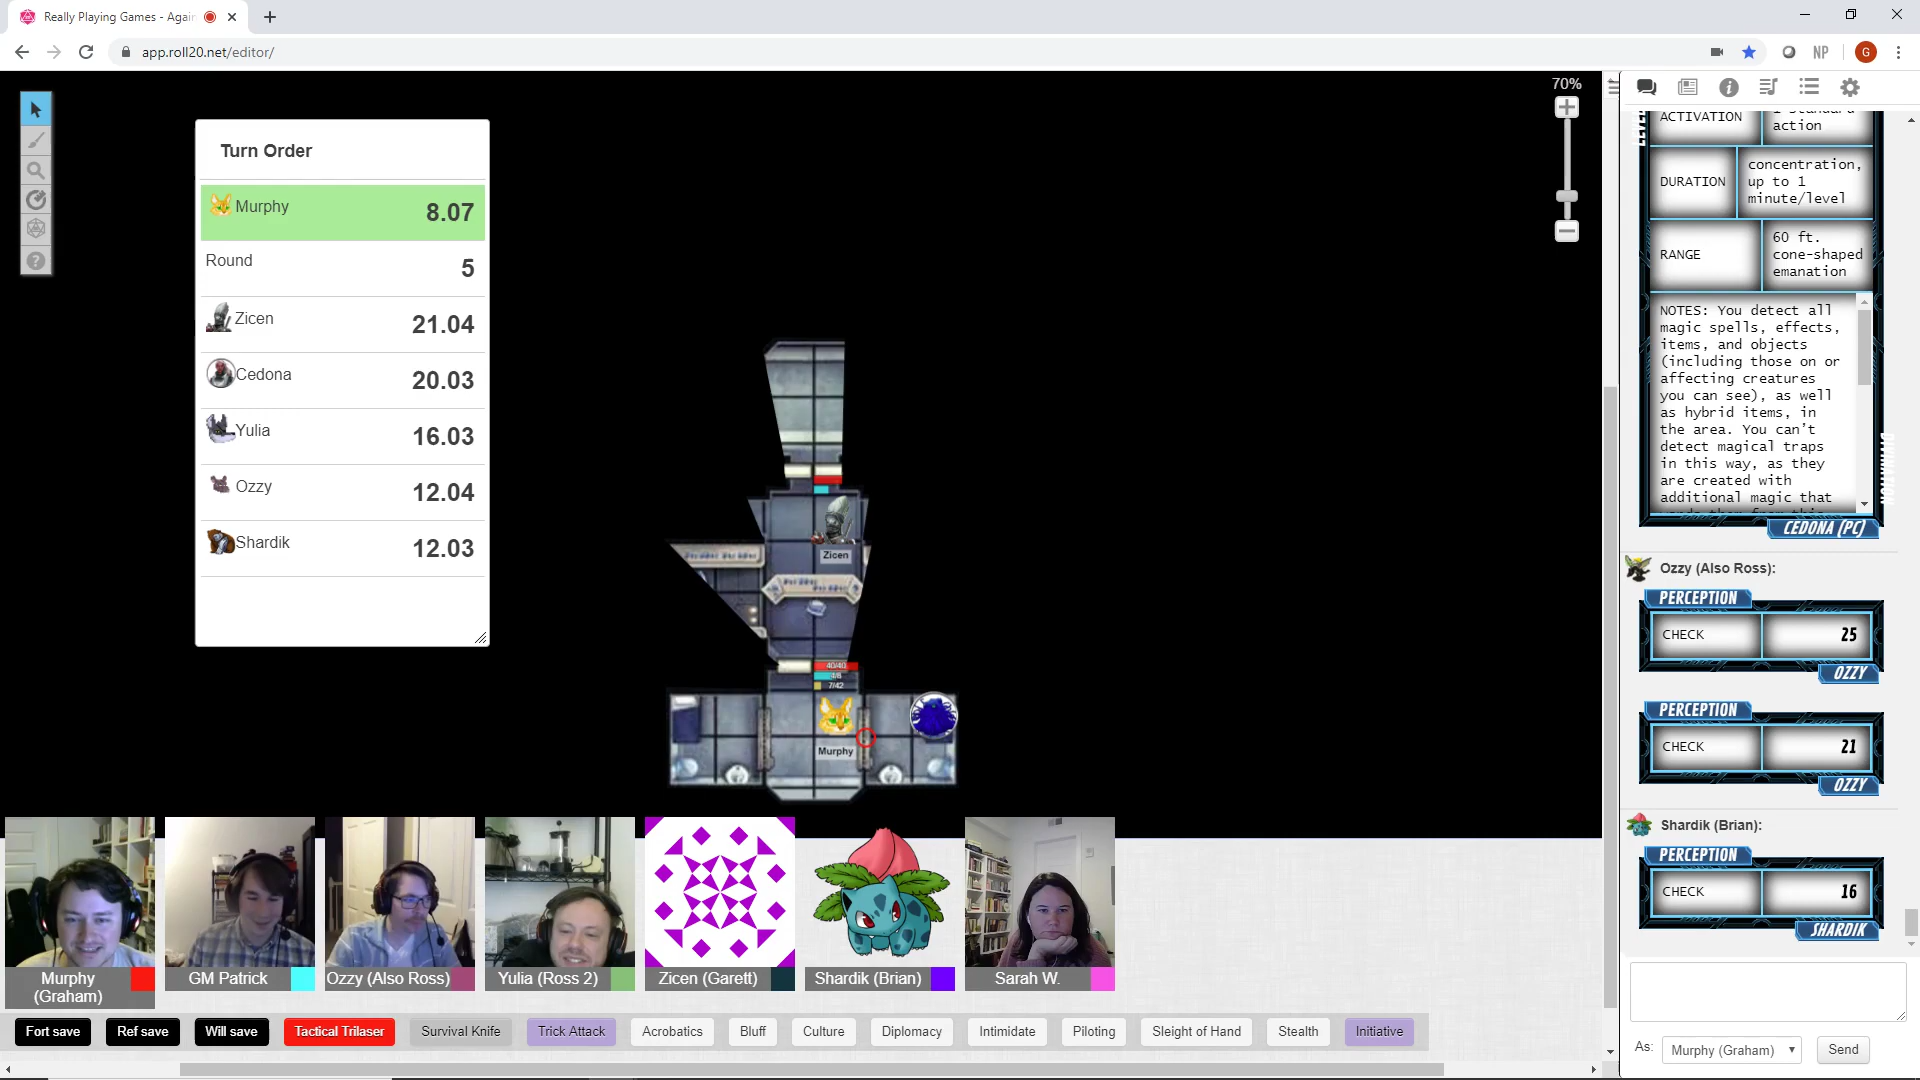 Really Playing Games - Again
app.roll20.net/editor/
NP
G
70%
Turn Order
Murphy
8.07
Round
5
Zicen
21.04
Cedona
20.03
Yulia
16.03
Ozzy
12.04
Shardik
12.03
Zicen
40/40
4/6
7/42
Murphy
ACTIVATION
action
DURATION
concentration,
up to 1
minute/level
RANGE
60 ft.
cone-shaped
emanation
NOTES: You detect all
magic spells, effects,
items, and objects
(including those on or
affecting creatures
you can see), as well
as hybrid items, in
the area. You can't
detect magical traps
in this way, as they
are created with
additional magic that
DIVINATION
CEDONA (PC)
Ozzy (Also Ross):
PERCEPTION
CHECK
25
OZZY
PERCEPTION
CHECK
21
OZZY
Shardik (Brian):
PERCEPTION
CHECK
16
SHARDIK
Murphy
(Graham)
GM Patrick
Ozzy (Also Ross)
Yulia (Ross 2)
Zicen (Garett)
Shardik (Brian)
Sarah W.
Fort save
Ref save
Will save
Tactical Trilaser
Survival Knife
Trick Attack
Acrobatics
Bluff
Culture
Diplomacy
Intimidate
Piloting
Sleight of Hand
Stealth
Initiative
As:
Murphy (Graham)
Send